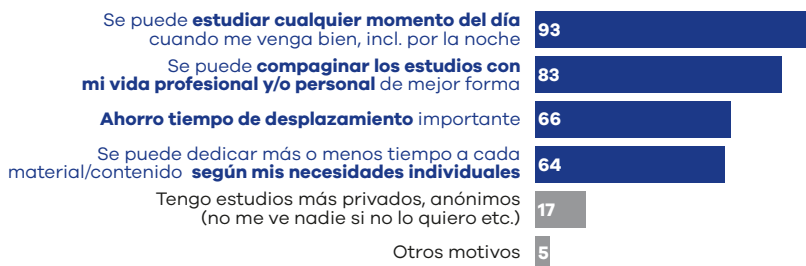 Se puede estudiar cualquier momento del día
cuando me venga bien, incl. por la noche
93
Se puede compaginar los estudios con
mi vida profesional y/o personal de mejor forma
83
Ahorro tiempo de desplazamiento importante
66
Se puede dedicar más o menos tiempo a cada
material/contenido según mis necesidades individuales
64
Tengo estudios más privados, anónimos
(no me ve nadie si no lo quiero etc.)
17
Otros motivos
5